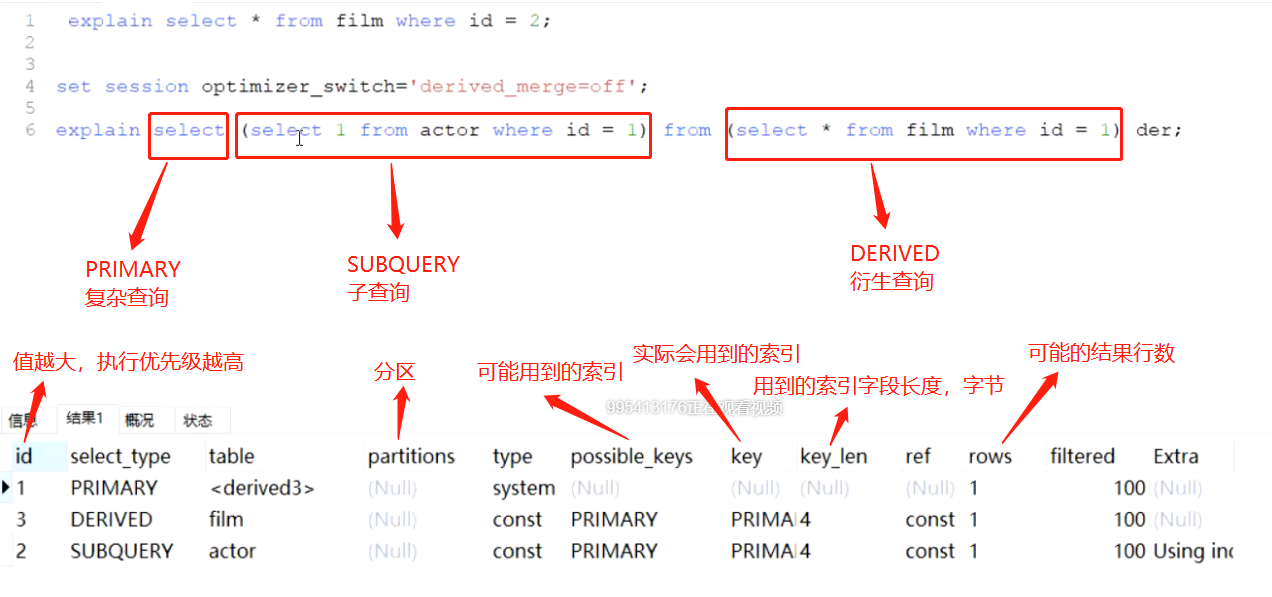 1 explain select * from film where id = 2;
2
3
4 set session optimizer_switch='derived_merge=off';
5
6 explain select (select 1 from actor where id = 1) from (select * from film where id = 1) der;
PRIMARY
复杂查询
SUBQUERY
子查询
DERIVED
衍生查询
值越大，执行优先级越高
分区
可能用到的索引
实际会用到的索引
用到的索引字段长度，字节
可能的结果行数
995413176正在观看视频
信息 结果1 概况 状态
id select_type table partitions type possible_keys key key_len ref rows filtered Extra
1 PRIMARY <derived3> (Null) system (Null) (Null) (Null) (Null) 1 100 (Null)
3 DERIVED film (Null) const PRIMARY PRIMA 4 const 1 100 (Null)
2 SUBQUERY actor (Null) const PRIMARY PRIMA 4 const 1 100 Using inc